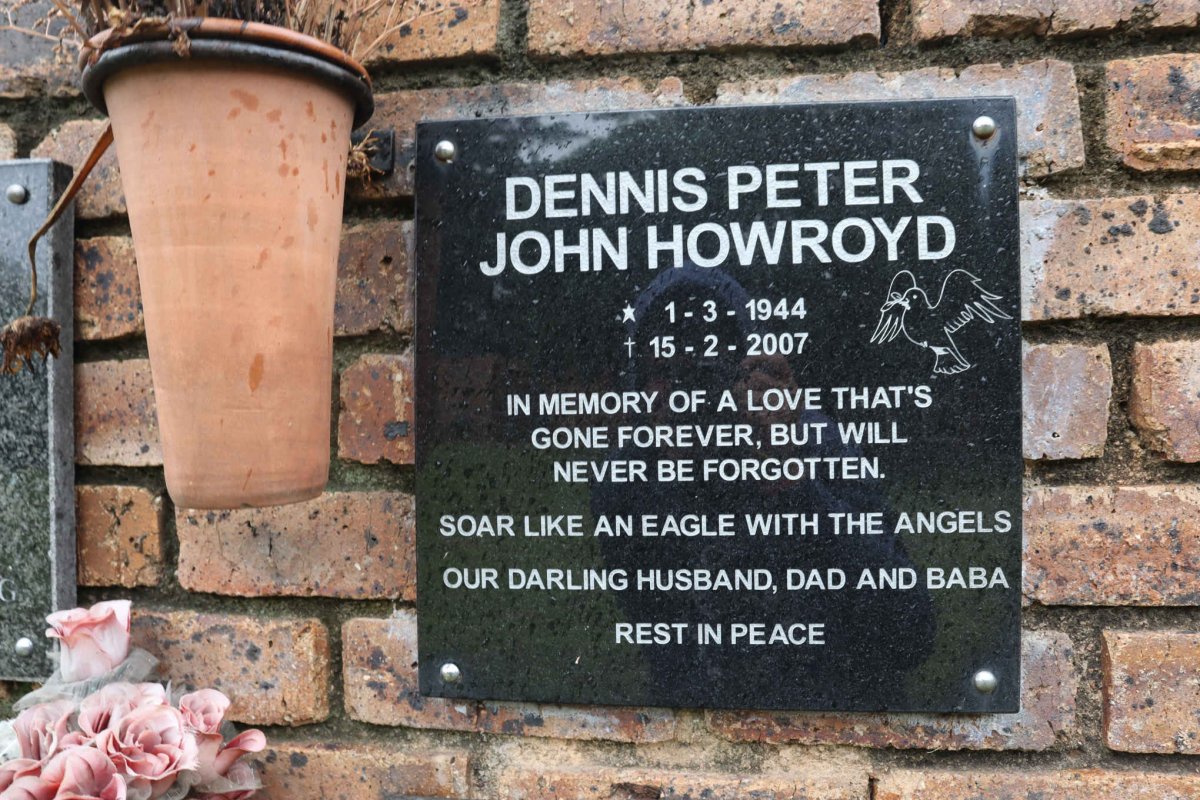 DENNIS PETER
JOHN HOWROYD
★ 1 - 3 - 1944
† 15 - 2 - 2007
IN MEMORY OF A LOVE THAT'S
GONE FOREVER, BUT WILL
NEVER BE FORGOTTEN.
SOAR LIKE AN EAGLE WITH THE ANGELS
OUR DARLING HUSBAND, DAD AND BABA
REST IN PEACE